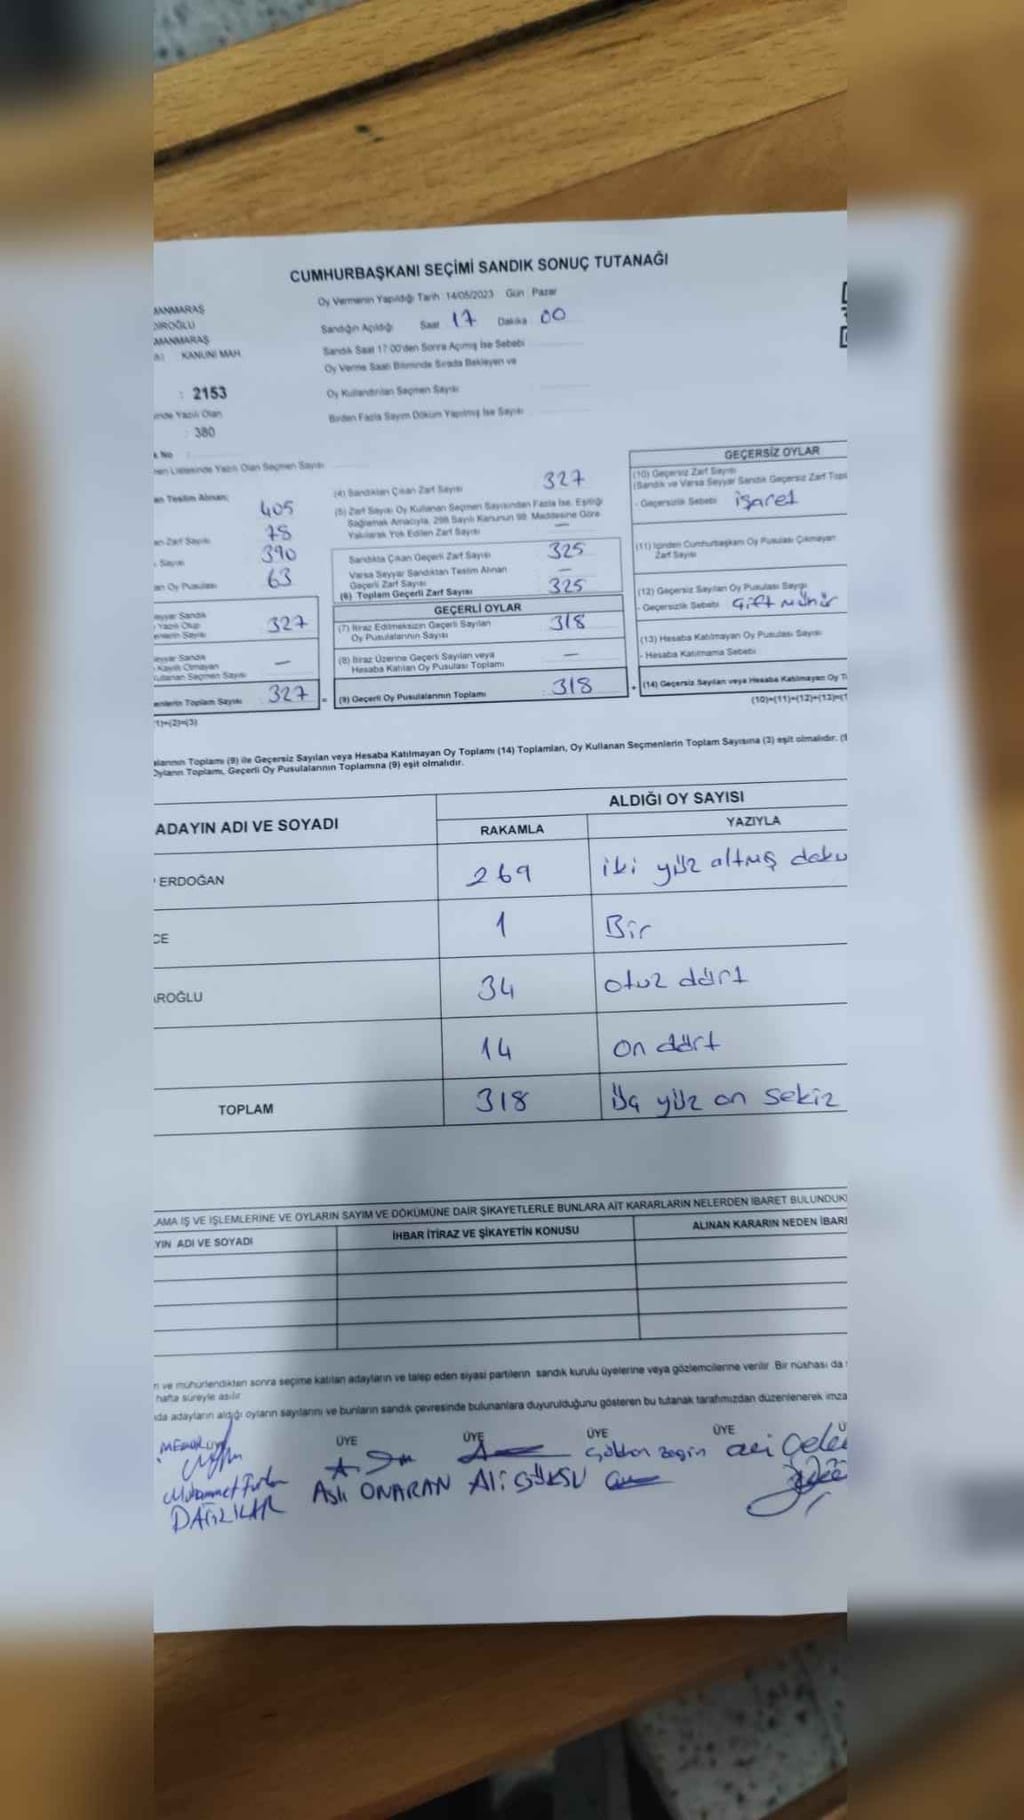 CUMHURBAŞKANI SEÇİMİ SANDIK SONUÇ TUTANAĞI
MANMARAŞ
DİROĞLU
MANMARAŞ
KANUNİ MAH
: 2153
inde Yazılı Olan
: 380
k No
men Listesinde Yazılı Olan Seçmen Sayısı
Oy Vermenin Yapıldığı Tarih : 14/05/2023 Gün : Pazar
Sandığın Açıldığı Saat 17 Dakika 00
Sandık Saat 17:00'den Sonra Açılmış İse Sebebi
Oy Verme Saati Bitiminde Sırada Bekleyen ve
Oy Kullandırılan Seçmen Sayısı
Birden Fazla Sayım Döküm Yapılmış İse Sayısı
an Teslim Alınan;
405
an Zarf Sayısı 78
Sayısı 390
an Oy Pusulası 63
eyyar Sandık
Yazılı Olup
enlerin Sayısı 327
eyyar Sandık
Kayıtlı Olmayan
ullanan Seçmen Sayısı —
enlerin Toplam Sayısı 327
1)+(2)=(3)
(4) Sandıktan Çıkan Zarf Sayısı 327
(5) Zarf Sayısı Oy Kullanan Seçmen Sayısından Fazla İse, Eşitliği
Sağlamak Amacıyla, 298 Sayılı Kanunun 98. Maddesine Göre
Yakılarak Yok Edilen Zarf Sayısı —
Sandıkta Çıkan Geçerli Zarf Sayısı 325
Varsa Seyyar Sandıktan Teslim Alınan
Geçerli Zarf Sayısı —
(6) Toplam Geçerli Zarf Sayısı 325
GEÇERLİ OYLAR
(7) İtiraz Edilmeksizin Geçerli Sayılan
Oy Pusulalarının Sayısı 318
(8) İtiraz Üzerine Geçerli Sayılan veya
Hesaba Katılan Oy Pusulası Toplamı —
= (9) Geçerli Oy Pusulalarının Toplamı : 318
GEÇERSİZ OYLAR
(10) Geçersiz Zarf Sayısı
(Sandık ve Varsa Seyyar Sandık Geçersiz Zarf Topl
- Geçersizlik Sebebi işaret
(11) İçinden Cumhurbaşkanı Oy Pusulası Çıkmayan
Zarf Sayısı
(12) Geçersiz Sayılan Oy Pusulası Sayısı
- Geçersizlik Sebebi Çift mühür
(13) Hesaba Katılmayan Oy Pusulası Sayısı
- Hesaba Katılmama Sebebi
+ (14) Geçersiz Sayılan veya Hesaba Katılmayan Oy T
(10)+(11)+(12)+(13)=(1
alarının Toplamı (9) ile Geçersiz Sayılan veya Hesaba Katılmayan Oy Toplamı (14) Toplamları, Oy Kullanan Seçmenlerin Toplam Sayısına (3) eşit olmalıdır. (
Oyların Toplamı, Geçerli Oy Pusulalarının Toplamına (9) eşit olmalıdır.
ADAYIN ADI VE SOYADI
ALDIĞI OY SAYISI
RAKAMLA YAZIYLA
ERDOĞAN 269 iki yüz altmış doku
CE 1 Bir
AROĞLU 34 otuz dört
14 on dört
TOPLAM 318 üç yüz on sekiz
LAMA İŞ VE İŞLEMLERİNE VE OYLARIN SAYIM VE DÖKÜMÜNE DAİR ŞİKAYETLERLE BUNLARA AİT KARARLARIN NELERDEN İBARET BULUNDUK
YIN ADI VE SOYADI İHBAR İTİRAZ VE ŞİKAYETİN KONUSU ALINAN KARARIN NEDEN İBAR
n ve mühürlendikten sonra seçime katılan adayların ve talep eden siyasi partilerin sandık kurulu üyelerine veya gözlemcilerine verilir. Bir nüshası da
hafta süreyle asılır.
da adayların aldığı oyların sayılarını ve bunların sandık çevresinde bulunanlara duyurulduğunu gösteren bu tutanak tarafımızdan düzenlenerek imza
ÜYE ÜYE ÜYE ÜYE
Muhammet Furkan
DAĞLILAR
Aslı ONARAN
Ali GÖKSU
Gökhan